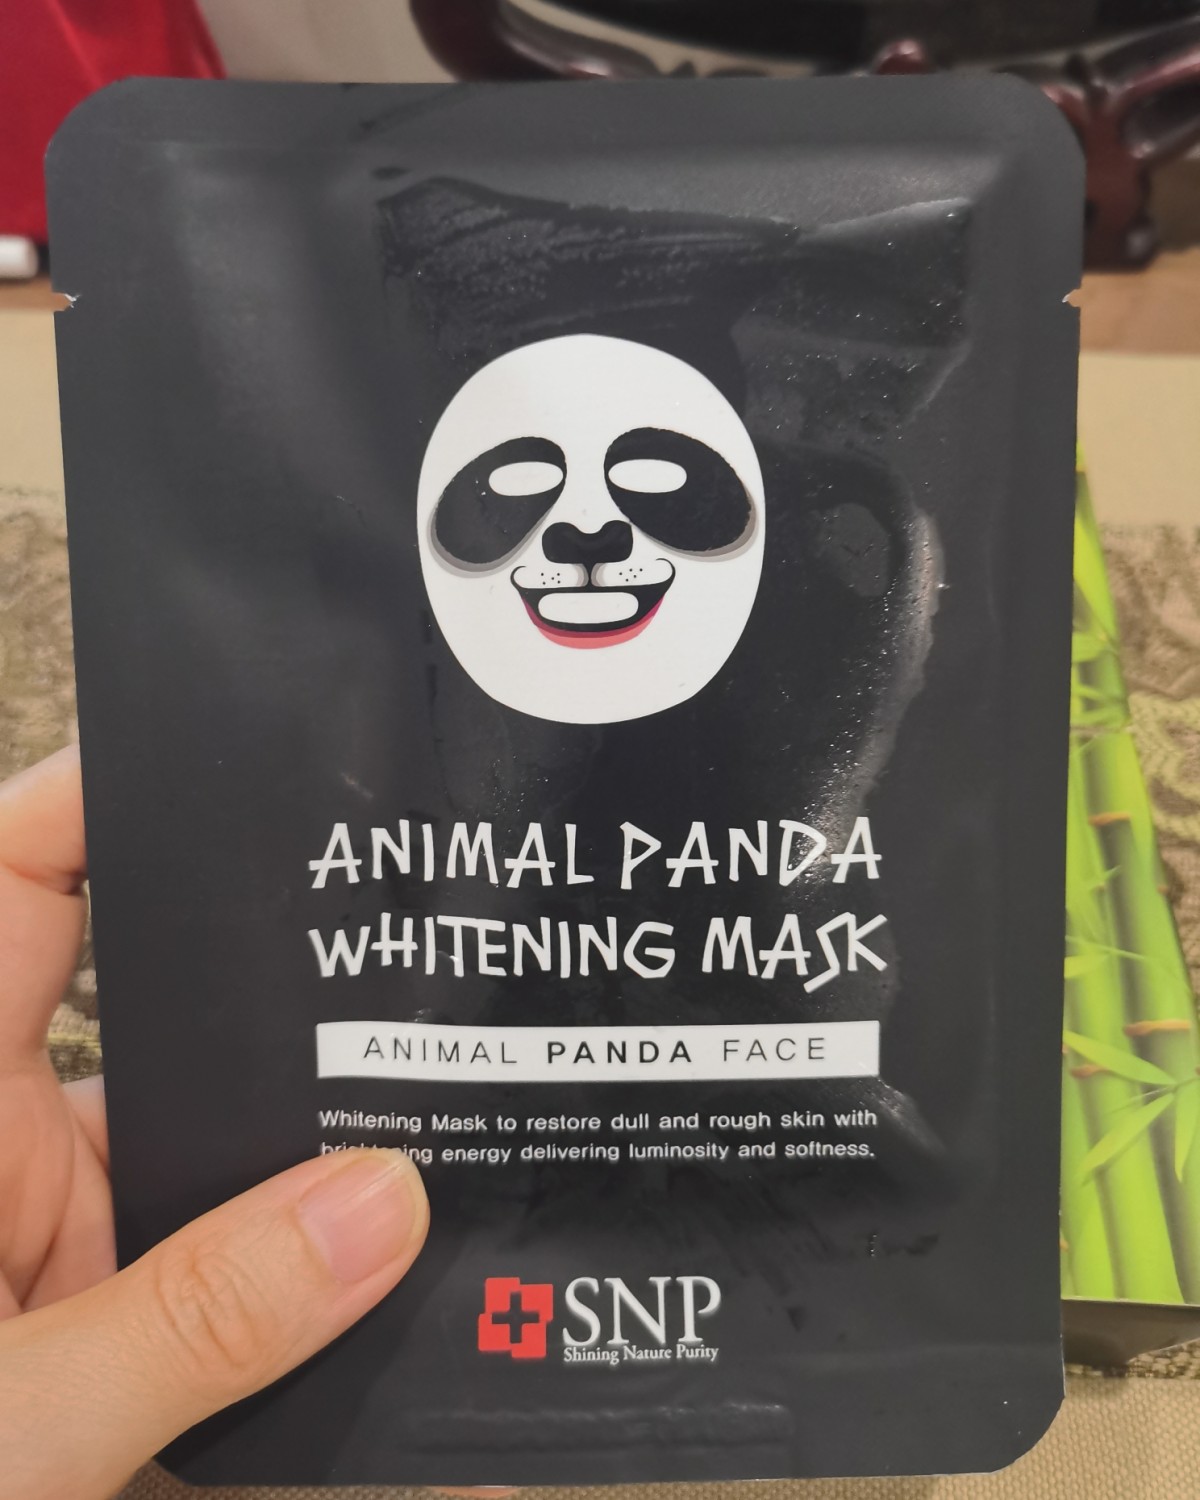 ANIMAL PANDA
WHITENING MASK
ANIMAL PANDA FACE
Whitening Mask to restore dull and rough skin with
brightening energy delivering luminosity and softness.
SNP
Shining Nature Purity